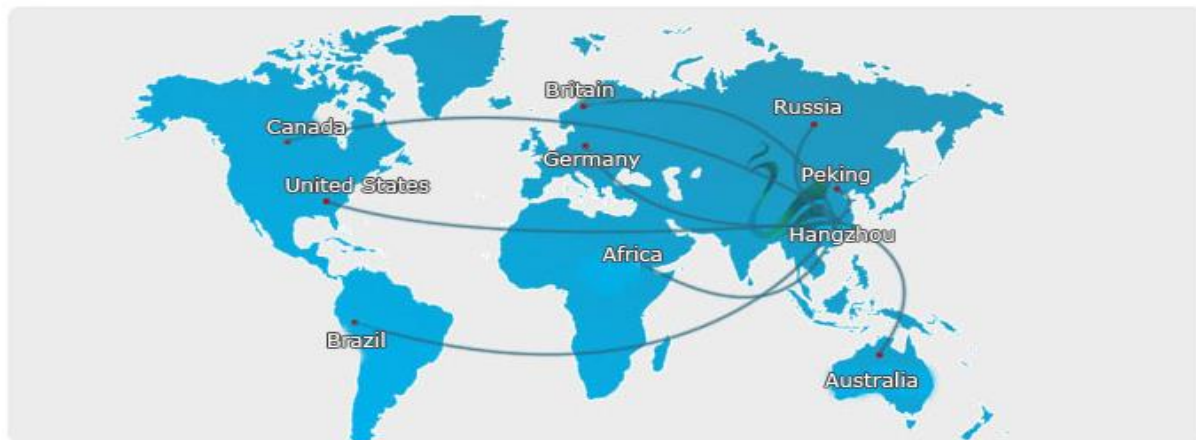 Britain
Russia
Canada
Germany
Peking
United States
Hangzhou
Africa
Brazil
Australia